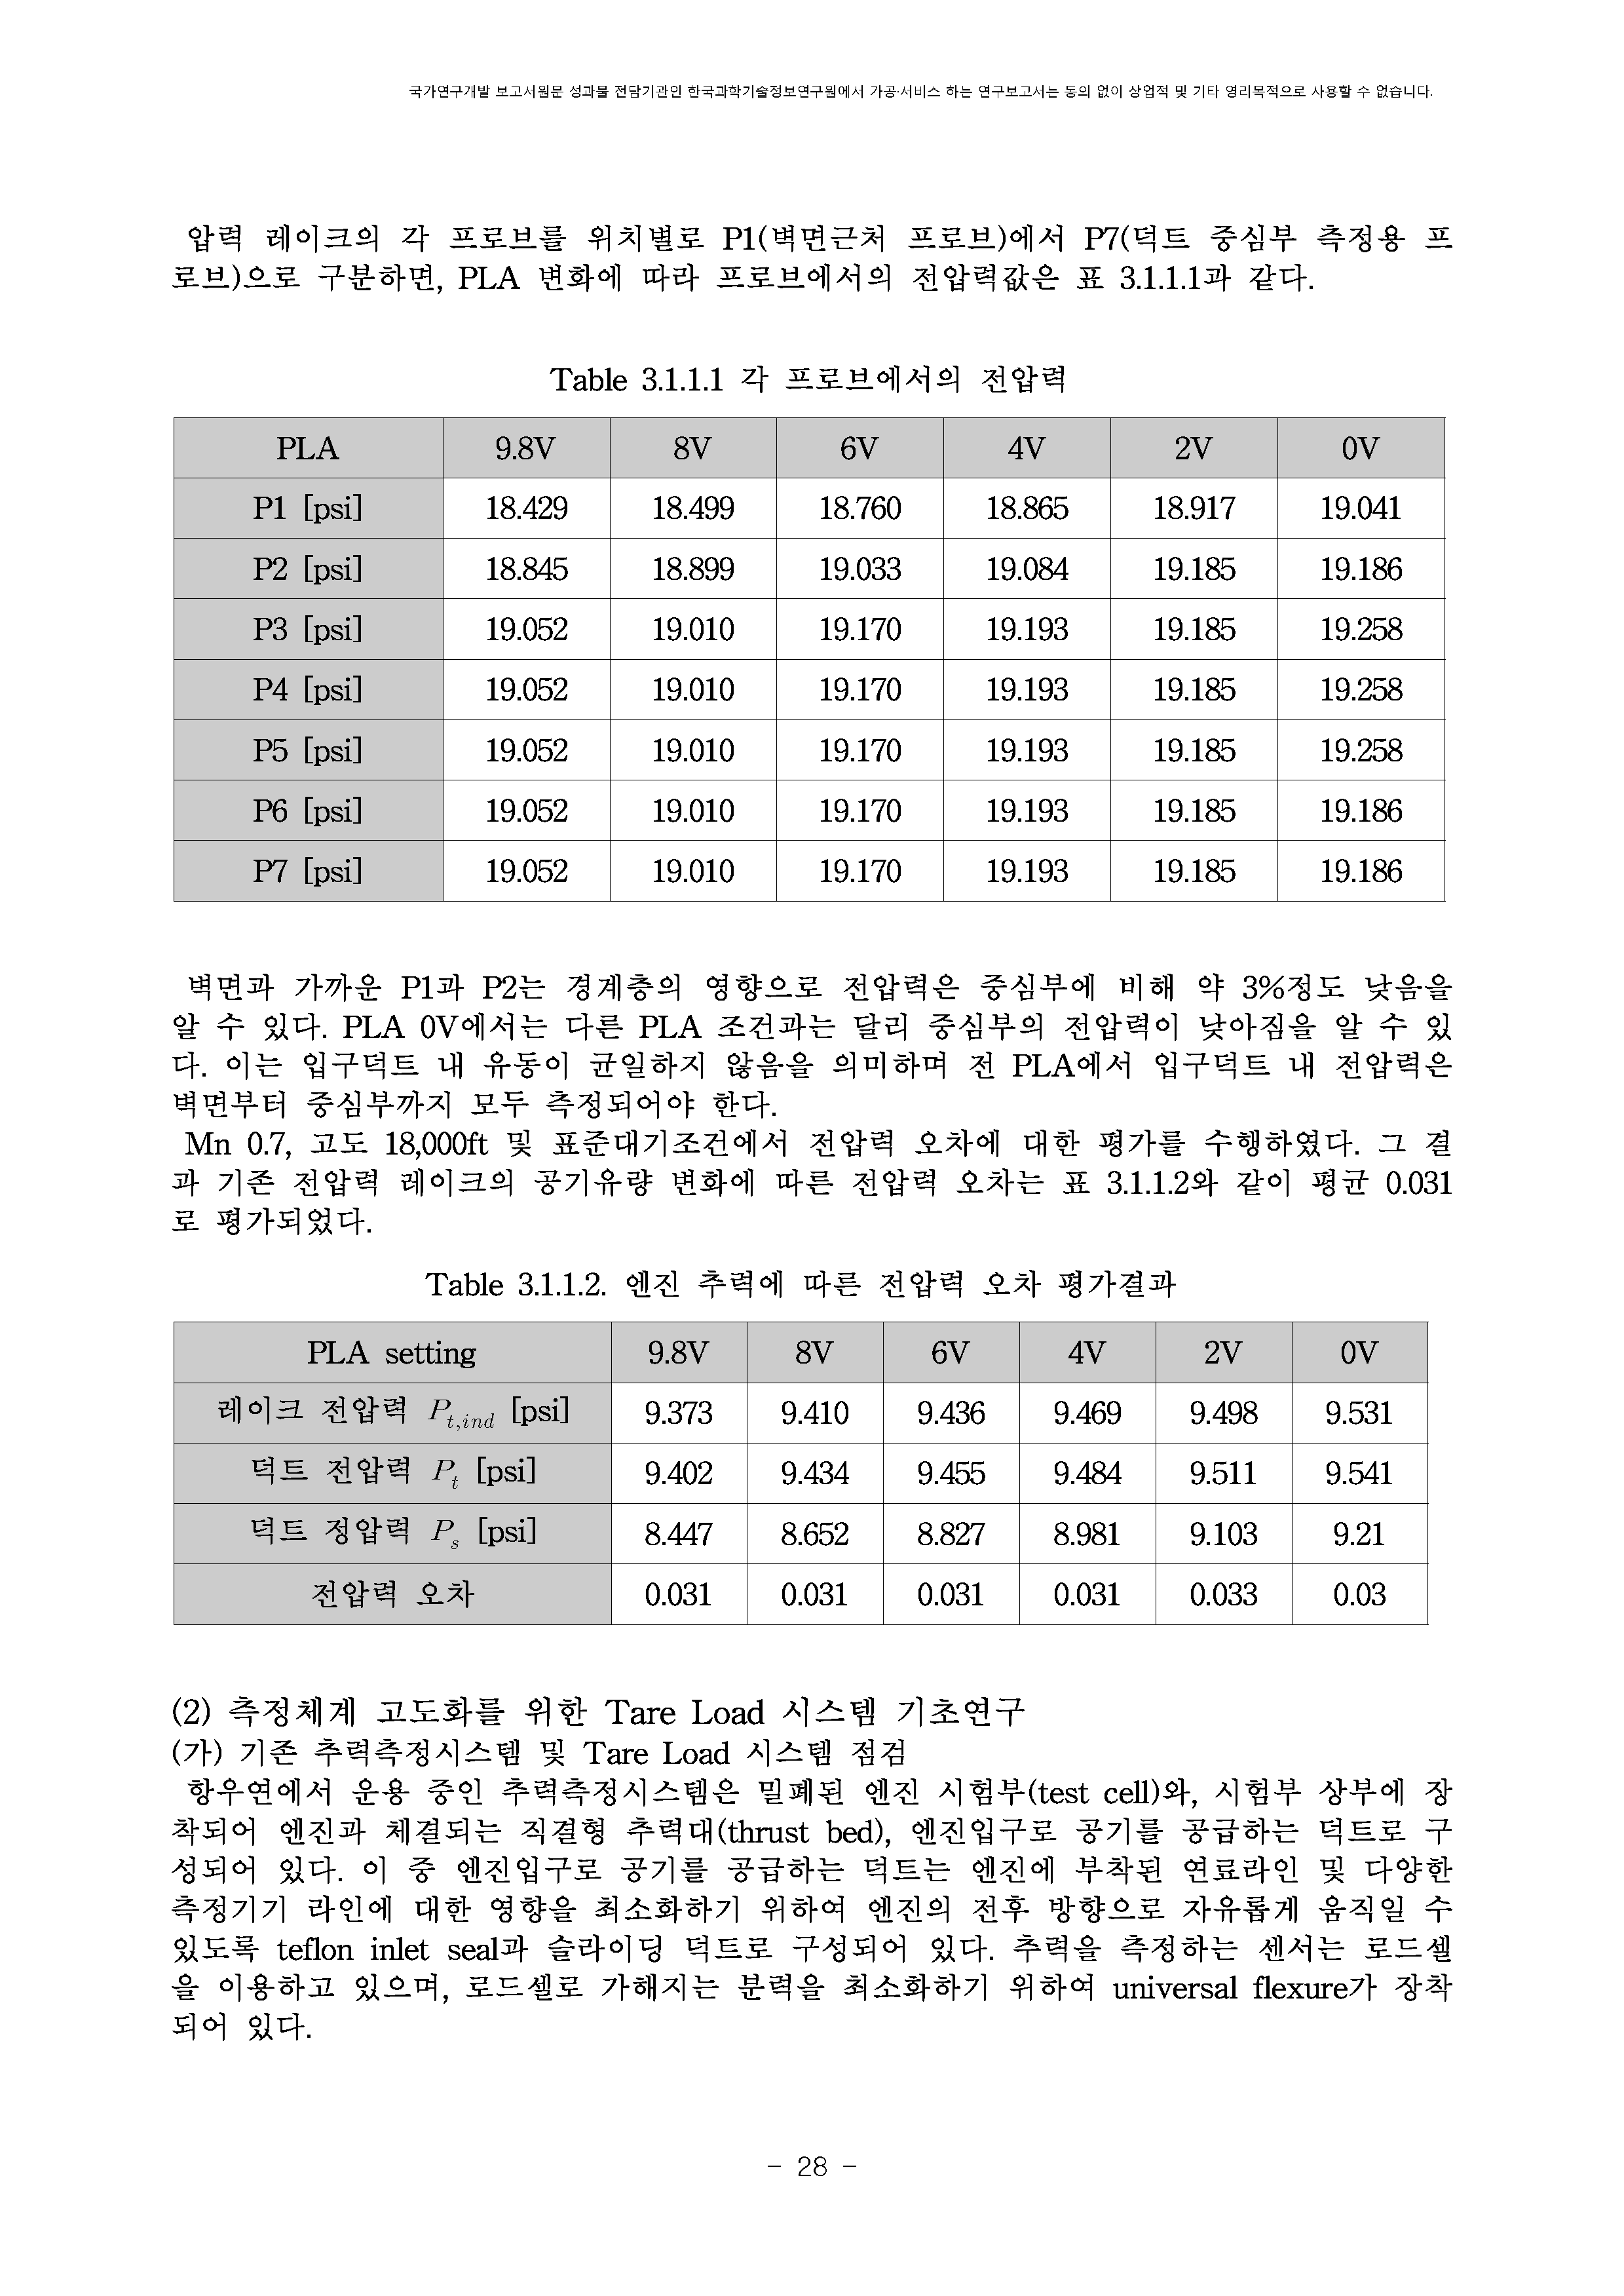 국가연구개발 보고서원문 성과물 전담기관인 한국과학기술정보연구원에서 가공·서비스 하는 연구보고서는 동의 없이 상업적 및 기타 영리목적으로 사용할 수 없습니다.
압력 레이크의 각 프로브를 위치별로 P1(벽면근처 프로브)에서 P7(덕트 중심부 측정용 프
로브)으로 구분하면, PLA 변화에 따라 프로브에서의 전압력값은 표 3.1.1.1과 같다.
Table 3.1.1.1 각 프로브에서의 전압력
PLA 9.8V 8V 6V 4V 2V 0V
P1 [psi] 18.429 18.499 18.760 18.865 18.917 19.041
P2 [psi] 18.845 18.899 19.033 19.084 19.185 19.186
P3 [psi] 19.052 19.010 19.170 19.193 19.185 19.258
P4 [psi] 19.052 19.010 19.170 19.193 19.185 19.258
P5 [psi] 19.052 19.010 19.170 19.193 19.185 19.258
P6 [psi] 19.052 19.010 19.170 19.193 19.185 19.186
P7 [psi] 19.052 19.010 19.170 19.193 19.185 19.186
벽면과 가까운 P1과 P2는 경계층의 영향으로 전압력은 중심부에 비해 약 3%정도 낮음을
알 수 있다. PLA 0V에서는 다른 PLA 조건과는 달리 중심부의 전압력이 낮아짐을 알 수 있
다. 이는 입구덕트 내 유동이 균일하지 않음을 의미하며 전 PLA에서 입구덕트 내 전압력은
벽면부터 중심부까지 모두 측정되어야 한다.
Mn 0.7, 고도 18,000ft 및 표준대기조건에서 전압력 오차에 대한 평가를 수행하였다. 그 결
과 기존 전압력 레이크의 공기유량 변화에 따른 전압력 오차는 표 3.1.1.2와 같이 평균 0.031
로 평가되었다.
Table 3.1.1.2. 엔진 추력에 따른 전압력 오차 평가결과
PLA setting 9.8V 8V 6V 4V 2V 0V
레이크 전압력 P_{t,ind} [psi] 9.373 9.410 9.436 9.469 9.498 9.531
덕트 전압력 P_t [psi] 9.402 9.434 9.455 9.484 9.511 9.541
덕트 정압력 P_s [psi] 8.447 8.652 8.827 8.981 9.103 9.21
전압력 오차 0.031 0.031 0.031 0.031 0.033 0.03
(2) 측정체계 고도화를 위한 Tare Load 시스템 기초연구
(가) 기존 추력측정시스템 및 Tare Load 시스템 점검
항우연에서 운용 중인 추력측정시스템은 밀폐된 엔진 시험부(test cell)와, 시험부 상부에 장
착되어 엔진과 체결되는 직결형 추력대(thrust bed), 엔진입구로 공기를 공급하는 덕트로 구
성되어 있다. 이 중 엔진입구로 공기를 공급하는 덕트는 엔진에 부착된 연료라인 및 다양한
측정기기 라인에 대한 영향을 최소화하기 위하여 엔진의 전후 방향으로 자유롭게 움직일 수
있도록 teflon inlet seal과 슬라이딩 덕트로 구성되어 있다. 추력을 측정하는 센서는 로드셀
을 이용하고 있으며, 로드셀로 가해지는 분력을 최소화하기 위하여 universal flexure가 장착
되어 있다.
- 28 -